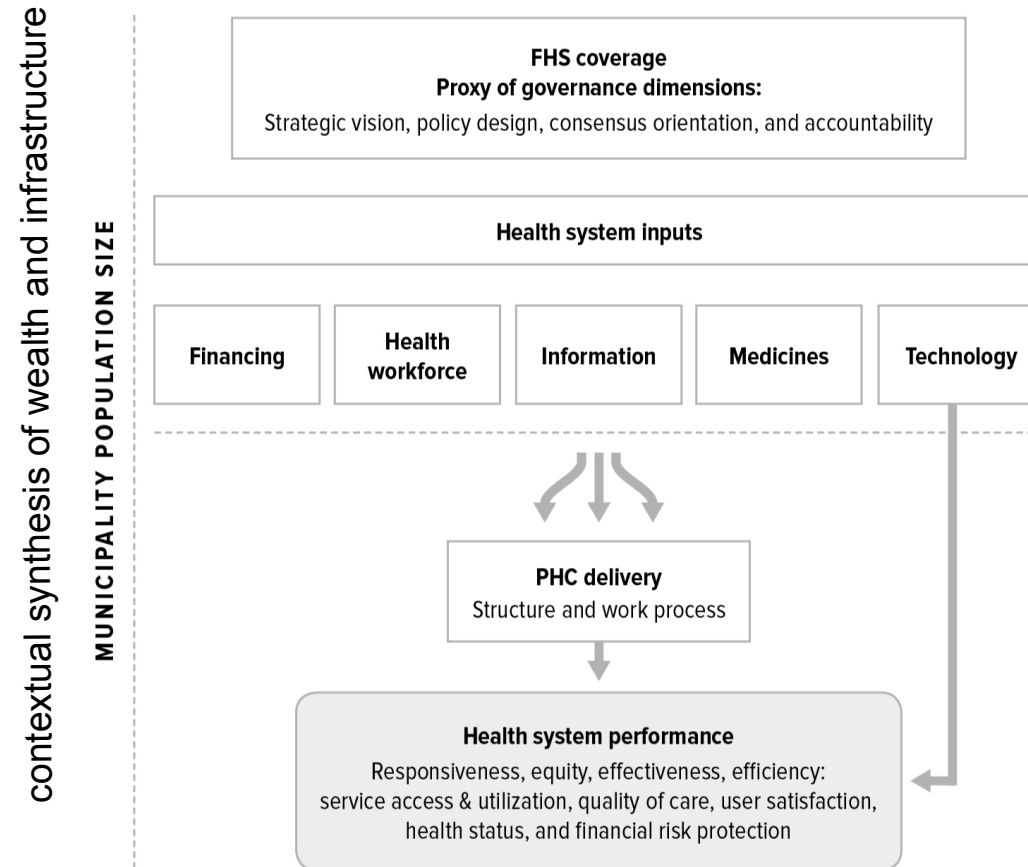 contextual synthesis of wealth and infrastructure
MUNICIPALITY POPULATION SIZE
FHS coverage
Proxy of governance dimensions:
Strategic vision, policy design, consensus orientation, and accountability
Health system inputs
Financing
Health
workforce
Information
Medicines
Technology
PHC delivery
Structure and work process
Health system performance
Responsiveness, equity, effectiveness, efficiency:
service access & utilization, quality of care, user satisfaction,
health status, and financial risk protection